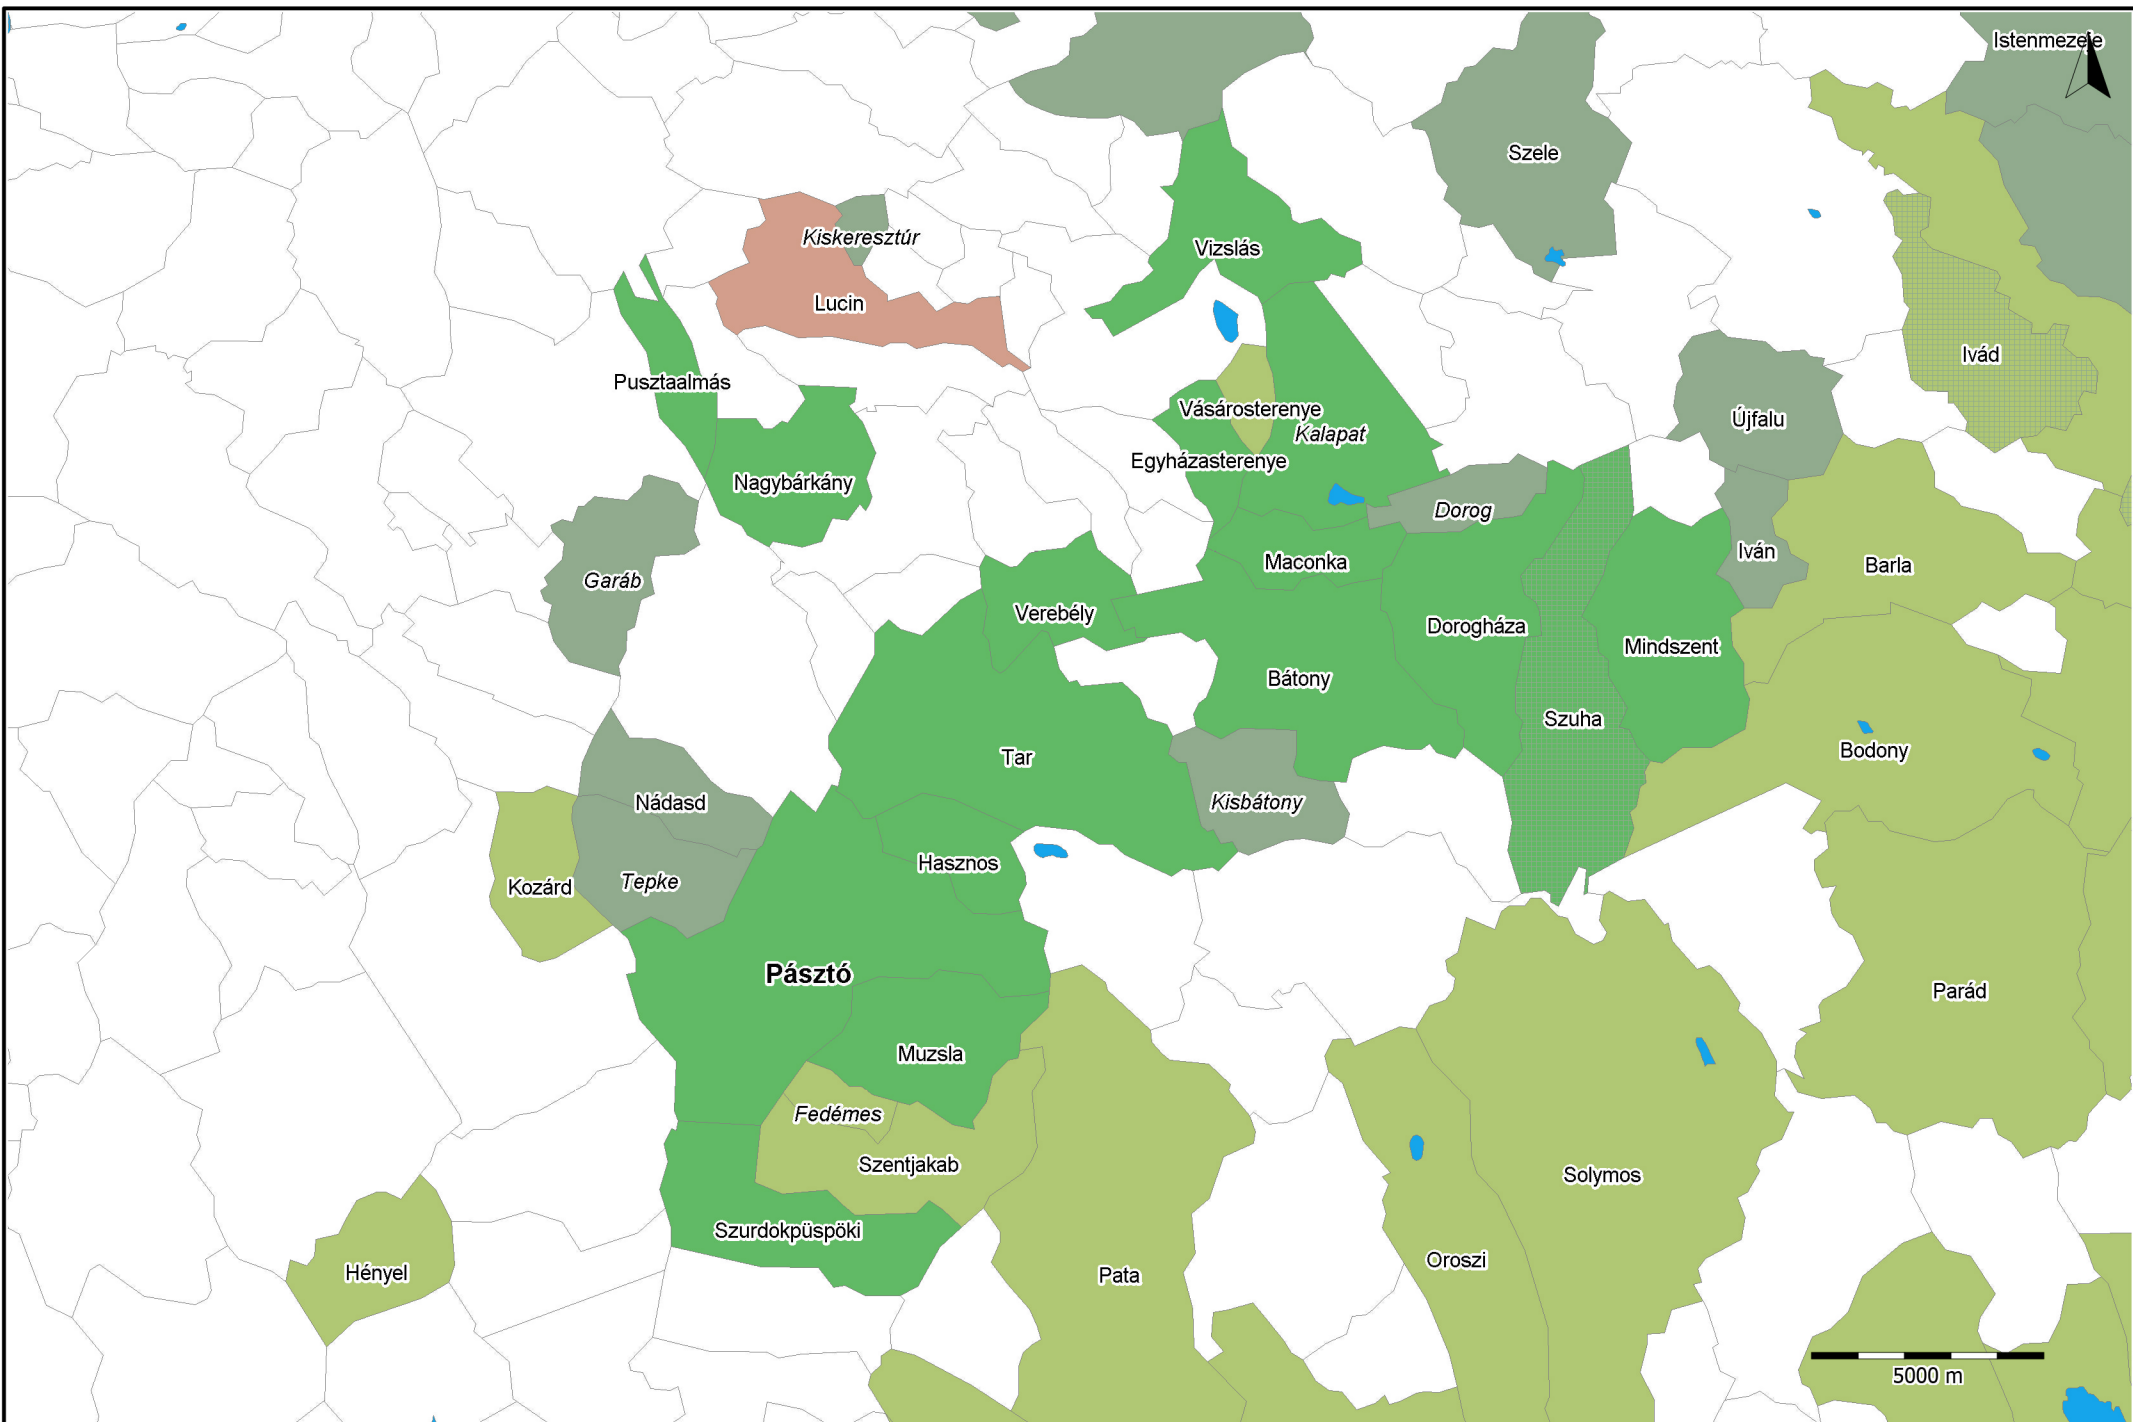 Istenmezeje
Szele
Kiskeresztúr
Vizslás
Lucin
Ivád
Pusztaalmás
Vásárosterenye
Újfalu
Kalapat
Egyházasterenye
Nagybárkány
Dorog
Iván
Maconka
Barla
Garáb
Verebély
Dorogháza
Mindszent
Bátony
Szuha
Bodony
Tar
Nádasd
Kisbátony
Hasznos
Tepke
Kozárd
Pásztó
Parád
Muzsla
Fedémes
Szentjakab
Solymos
Szurdokpüspöki
Oroszi
Hényel
Pata
5000 m